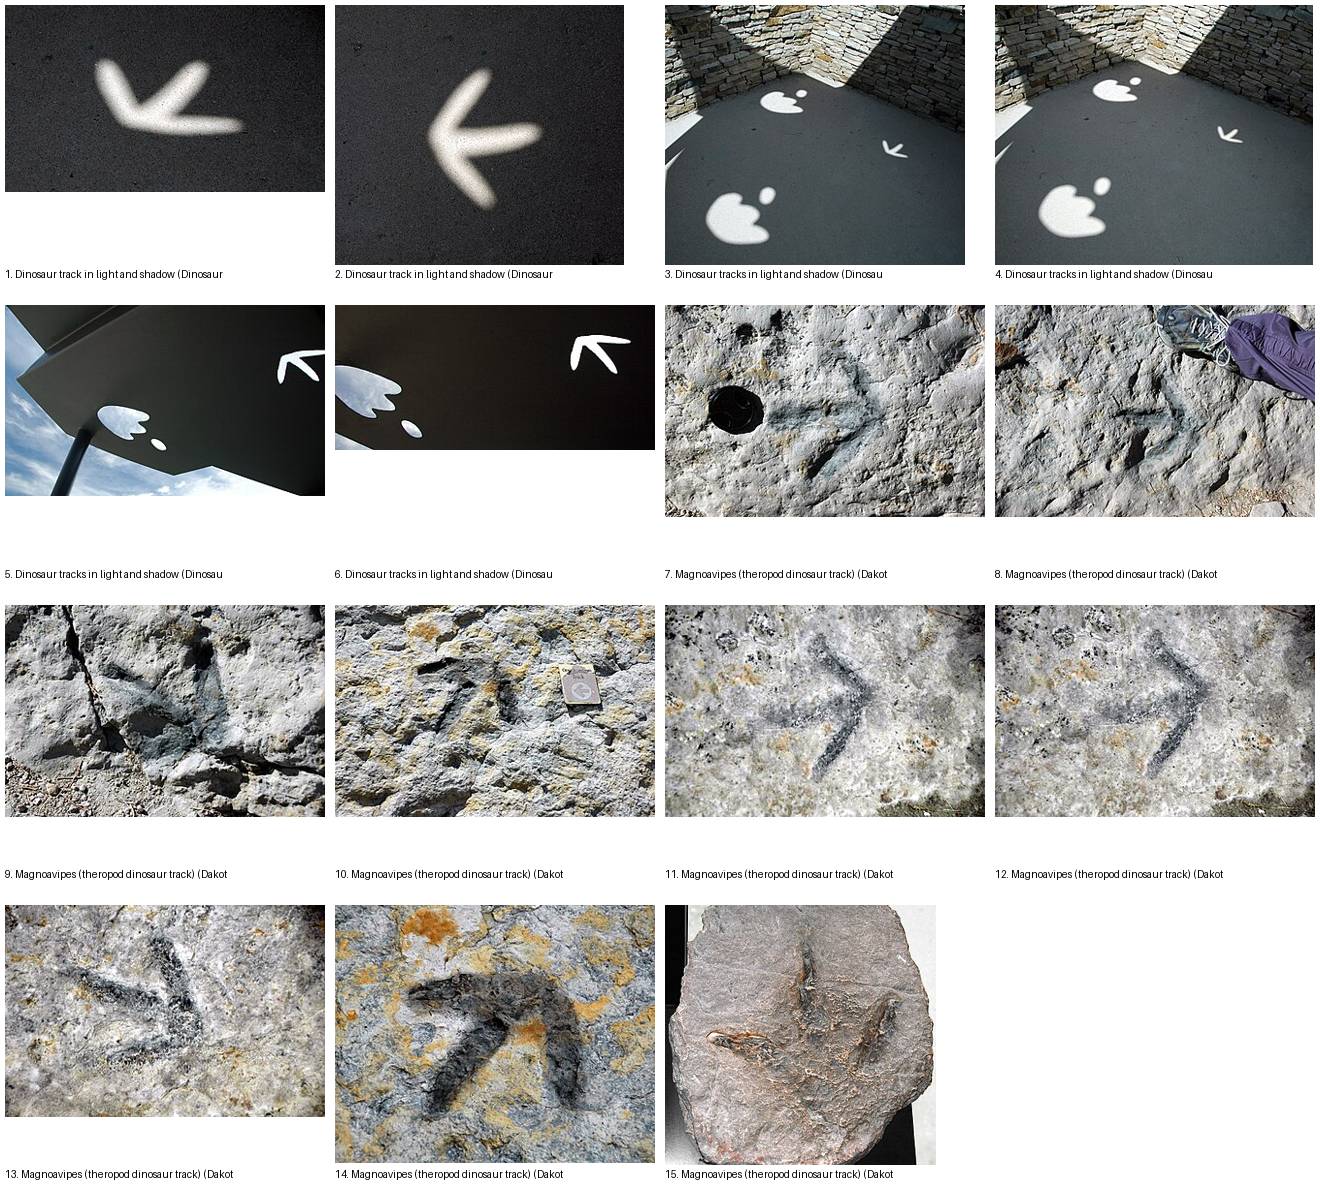 1. Dinosaur track in light and shadow (Dinosaur
2. Dinosaur track in light and shadow (Dinosaur
3. Dinosaur tracks in light and shadow (Dinosau
4. Dinosaur tracks in light and shadow (Dinosau
5. Dinosaur tracks in light and shadow (Dinosau
6. Dinosaur tracks in light and shadow (Dinosau
7. Magnoavipes (theropod dinosaur track) (Dakot
8. Magnoavipes (theropod dinosaur track) (Dakot
9. Magnoavipes (theropod dinosaur track) (Dakot
10. Magnoavipes (theropod dinosaur track) (Dakot
11. Magnoavipes (theropod dinosaur track) (Dakot
12. Magnoavipes (theropod dinosaur track) (Dakot
13. Magnoavipes (theropod dinosaur track) (Dakot
14. Magnoavipes (theropod dinosaur track) (Dakot
15. Magnoavipes (theropod dinosaur track) (Dakot